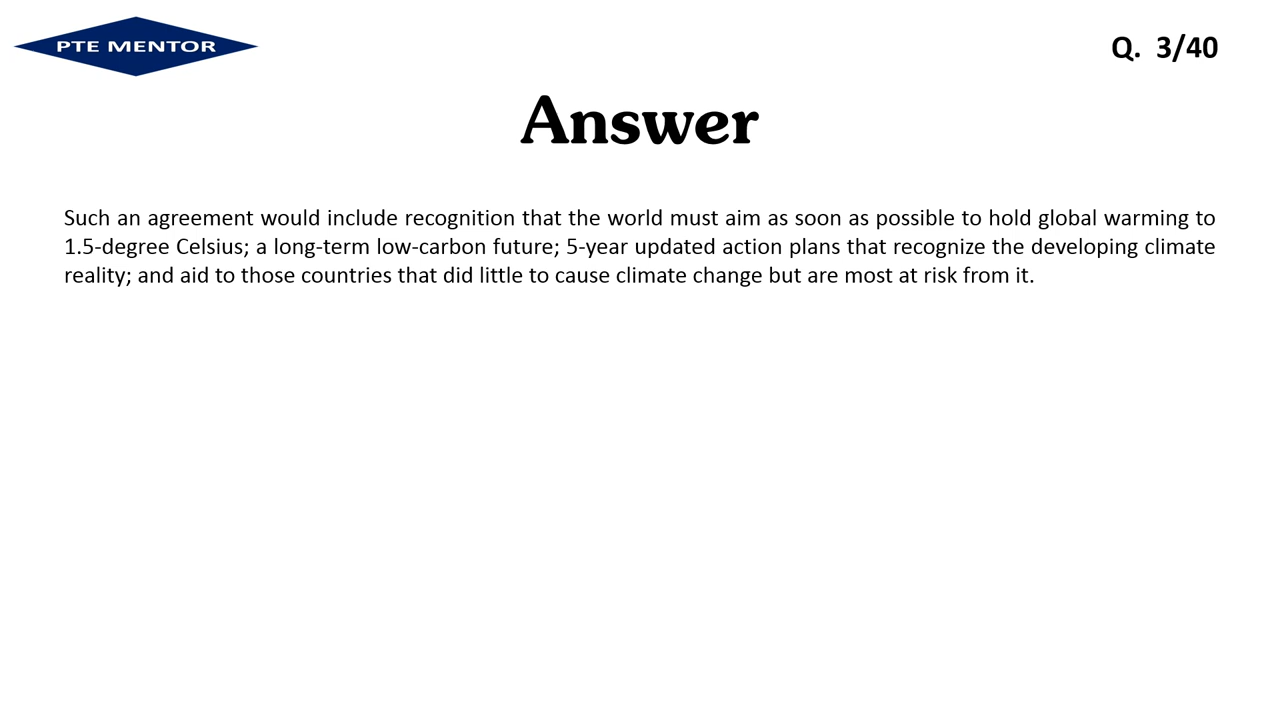 PTE MENTOR
Q. 3/40
Answer
Such an agreement would include recognition that the world must aim as soon as possible to hold global warming to
1.5-degree Celsius; a long-term low-carbon future; 5-year updated action plans that recognize the developing climate
reality; and aid to those countries that did little to cause climate change but are most at risk from it.